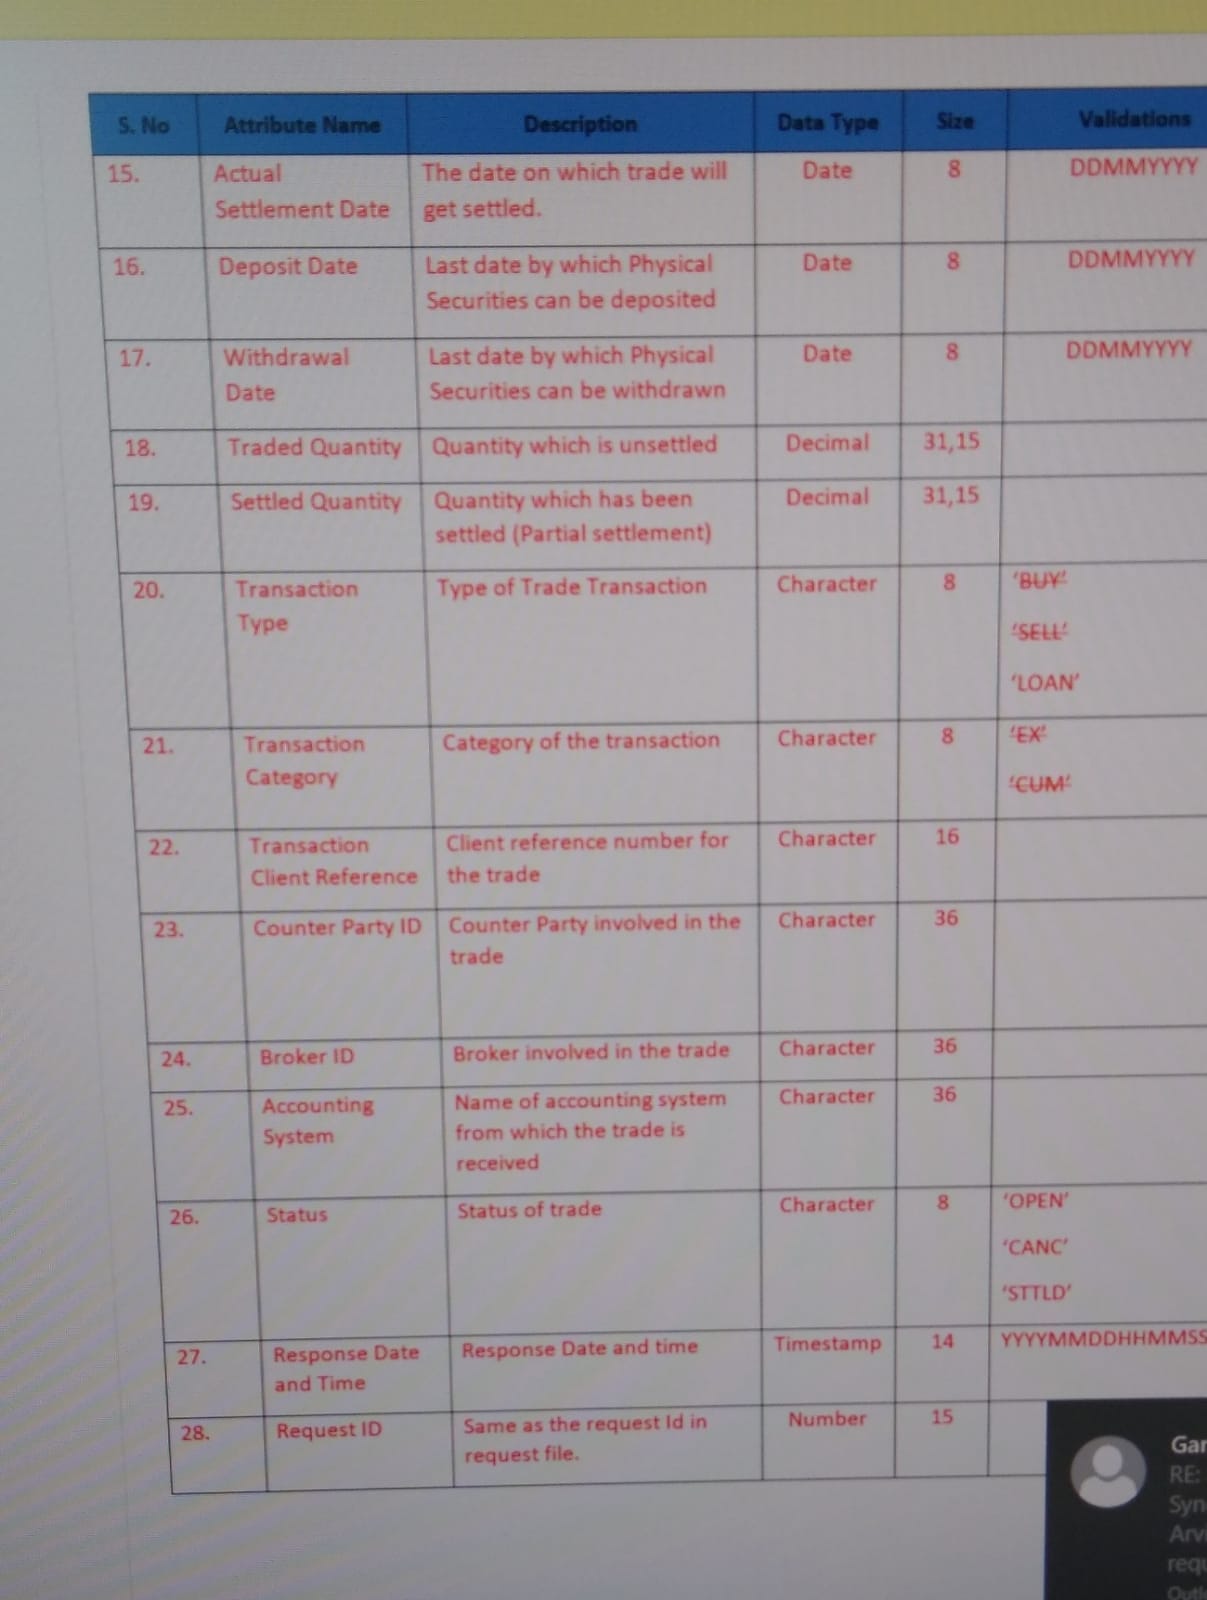 S. No Attribute Name Description Data Type Size Validations
15. Actual The date on which trade will Date 8 DDMMYYYY
Settlement Date get settled.
16. Deposit Date Last date by which Physical Date 8 DDMMYYYY
Securities can be deposited
17. Withdrawal Last date by which Physical Date 8 DDMMYYYY
Date Securities can be withdrawn
18. Traded Quantity Quantity which is unsettled Decimal 31,15
19. Settled Quantity Quantity which has been Decimal 31,15
settled (Partial settlement)
20. Transaction Type of Trade Transaction Character 8 ‘BUY’
Type ‘SELL’
‘LOAN’
21. Transaction Category of the transaction Character 8 ‘EX’
Category ‘CUM’
22. Transaction Client reference number for Character 16
Client Reference the trade
23. Counter Party ID Counter Party involved in the Character 36
trade
24. Broker ID Broker involved in the trade Character 36
25. Accounting Name of accounting system Character 36
System from which the trade is
received
26. Status Status of trade Character 8 ‘OPEN’
‘CANC’
‘STTLD’
27. Response Date Response Date and time Timestamp 14 YYYYMMDDHHMMSS
and Time
28. Request ID Same as the request Id in Number 15
request file.
Gar
RE:
Syn
Arv
requ
Outl